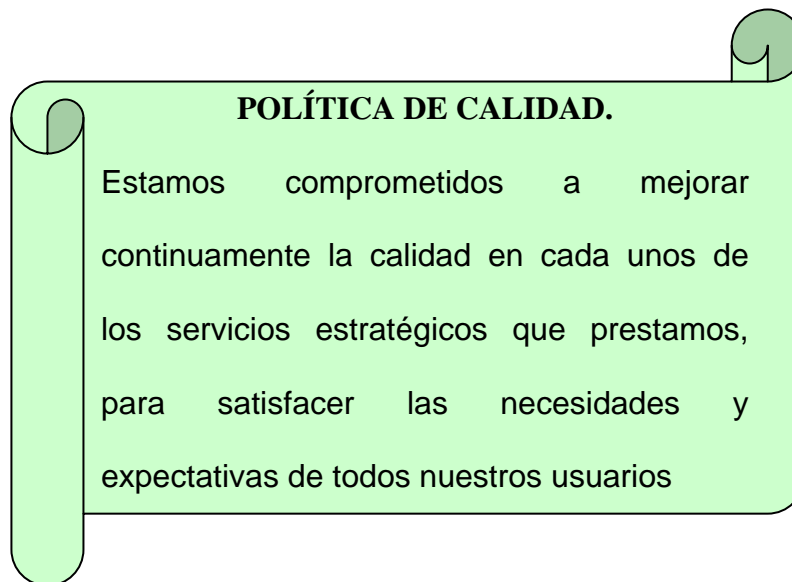 POLÍTICA DE CALIDAD.
Estamos comprometidos a mejorar
continuamente la calidad en cada unos de
los servicios estratégicos que prestamos,
para satisfacer las necesidades y
expectativas de todos nuestros usuarios